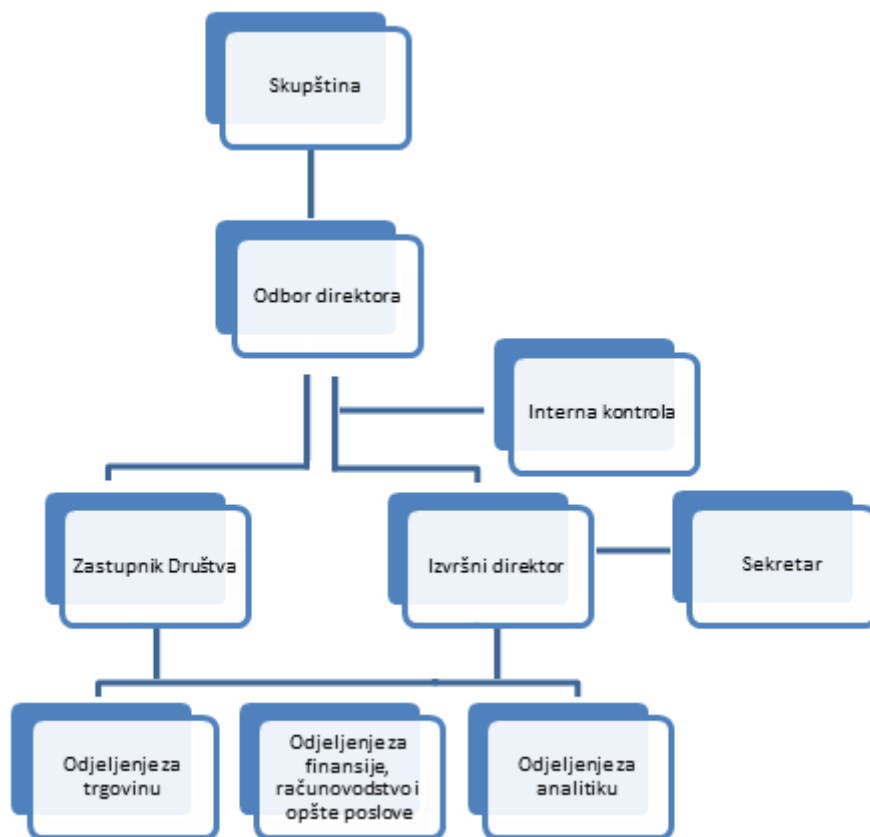 Skupština
Odbor direktora
Interna kontrola
Zastupnik Društva
Izvršni direktor
Sekretar
Odjeljenje za
trgovinu
Odjeljenje za
finansije,
računovodstvo i
opšte poslove
Odjeljenje za
analitiku